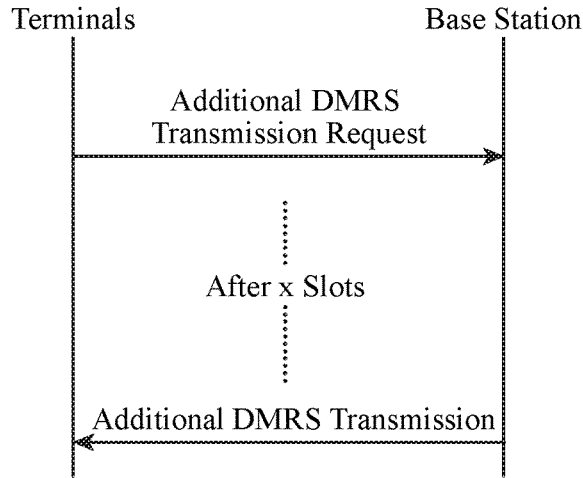 Terminals
Base Station
Additional DMRS
Transmission Request
After x Slots
Additional DMRS Transmission